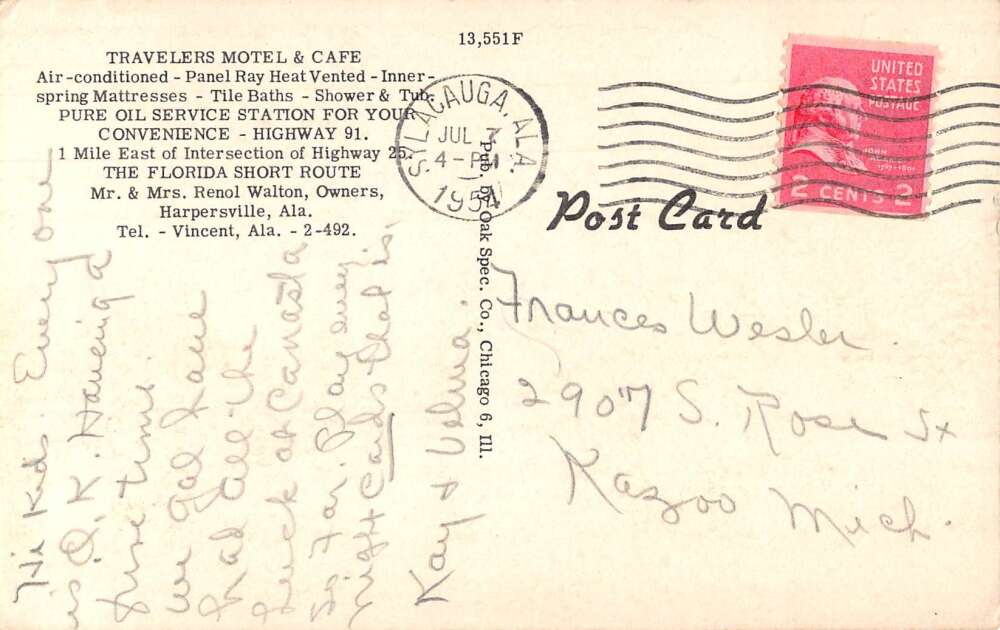 13,551F
TRAVELERS MOTEL & CAFE
Air-conditioned - Panel Ray Heat Vented - Inner-
spring Mattresses - Tile Baths - Shower & Tub
PURE OIL SERVICE STATION FOR YOUR
CONVENIENCE - HIGHWAY 91.
1 Mile East of Intersection of Highway 25.
THE FLORIDA SHORT ROUTE
Mr. & Mrs. Renol Walton, Owners,
Harpersville, Ala.
Tel. - Vincent, Ala. - 2-492.
SYLACAUGA, ALA.
JUL
4 - PM
1954
UNITED
STATES
POSTAGE
JOHN
2 CENTS 2
Post Card
Pub. by Oak Spec. Co., Chicago 6, Ill.
Hi Kids. Every one
is O.K. Haveing a
fine time.
we gals have
had all the
luck at Canasta
So Far. Play every
night cards that is.
Kay & Velma.
Frances Wesler.
2907 S. Rose St
Kazoo Mich.